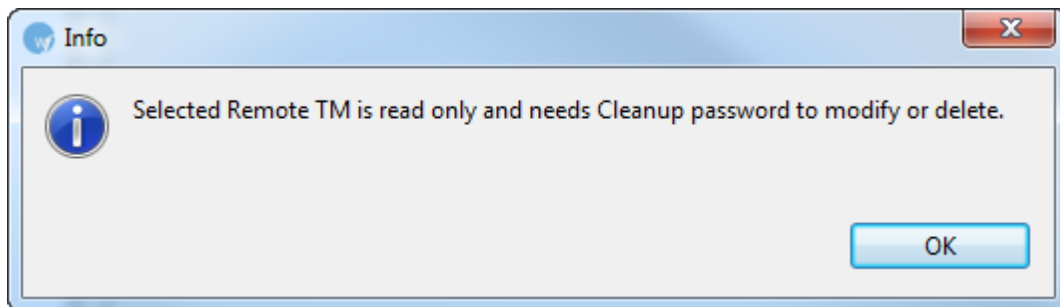 Info
Selected Remote TM is read only and needs Cleanup password to modify or delete.
OK